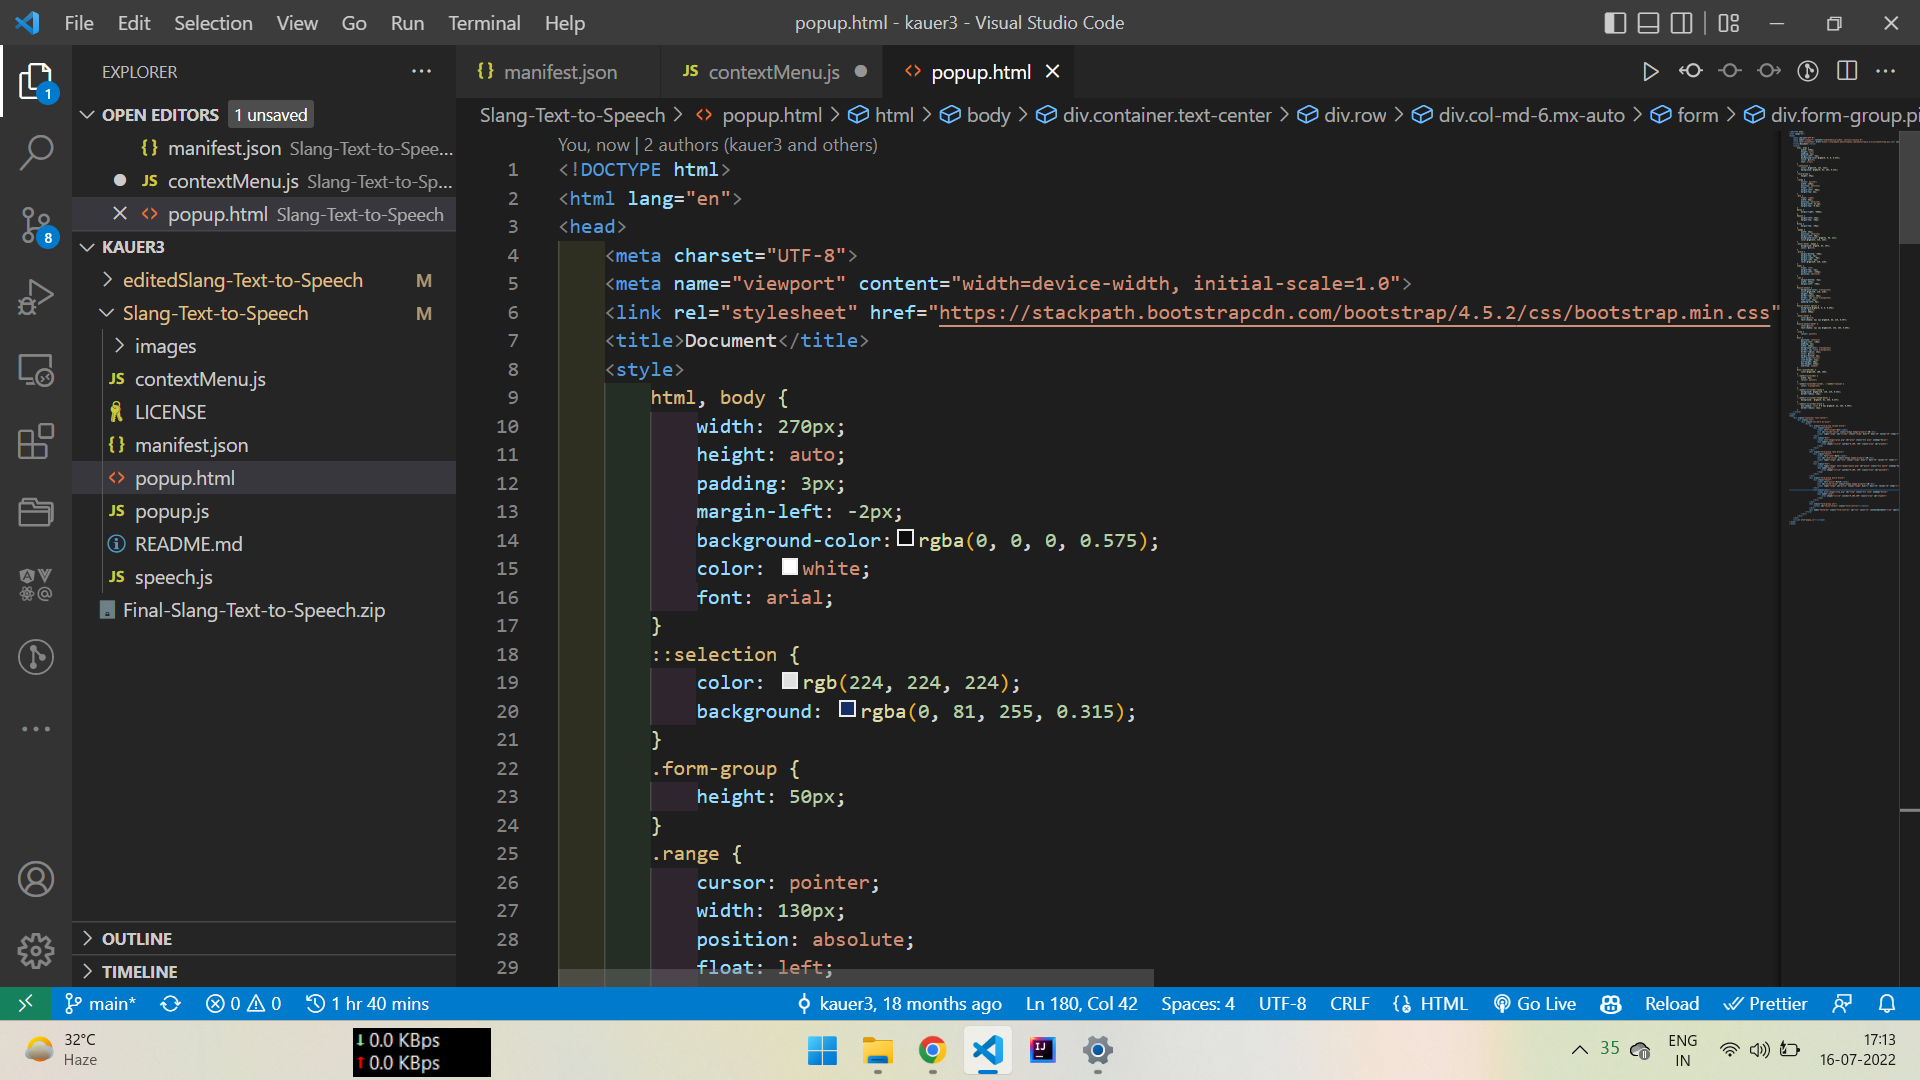 File Edit Selection View Go Run Terminal Help
popup.html - kauer3 - Visual Studio Code
EXPLORER
OPEN EDITORS 1 unsaved
{} manifest.json Slang-Text-to-Spee...
JS contextMenu.js Slang-Text-to-Sp...
<> popup.html Slang-Text-to-Speech
KAUER3
editedSlang-Text-to-Speech M
Slang-Text-to-Speech M
images
JS contextMenu.js
LICENSE
{} manifest.json
<> popup.html
JS popup.js
README.md
JS speech.js
Final-Slang-Text-to-Speech.zip
OUTLINE
TIMELINE
1
8
{} manifest.json JS contextMenu.js <> popup.html
Slang-Text-to-Speech > <> popup.html > html > body > div.container.text-center > div.row > div.col-md-6.mx-auto > form > div.form-group.pi
You, now | 2 authors (kauer3 and others)
1 <!DOCTYPE html>
2 <html lang="en">
3 <head>
4 <meta charset="UTF-8">
5 <meta name="viewport" content="width=device-width, initial-scale=1.0">
6 <link rel="stylesheet" href="https://stackpath.bootstrapcdn.com/bootstrap/4.5.2/css/bootstrap.min.css"
7 <title>Document</title>
8 <style>
9 html, body {
10 width: 270px;
11 height: auto;
12 padding: 3px;
13 margin-left: -2px;
14 background-color: rgba(0, 0, 0, 0.575);
15 color: white;
16 font: arial;
17 }
18 ::selection {
19 color: rgb(224, 224, 224);
20 background: rgba(0, 81, 255, 0.315);
21 }
22 .form-group {
23 height: 50px;
24 }
25 .range {
26 cursor: pointer;
27 width: 130px;
28 position: absolute;
29 float: left;
main* 0 0 1 hr 40 mins kauer3, 18 months ago Ln 180, Col 42 Spaces: 4 UTF-8 CRLF HTML Go Live Reload Prettier
32°C
Haze
↓ 0.0 KBps
↑ 0.0 KBps
35
ENG
IN
17:13
16-07-2022